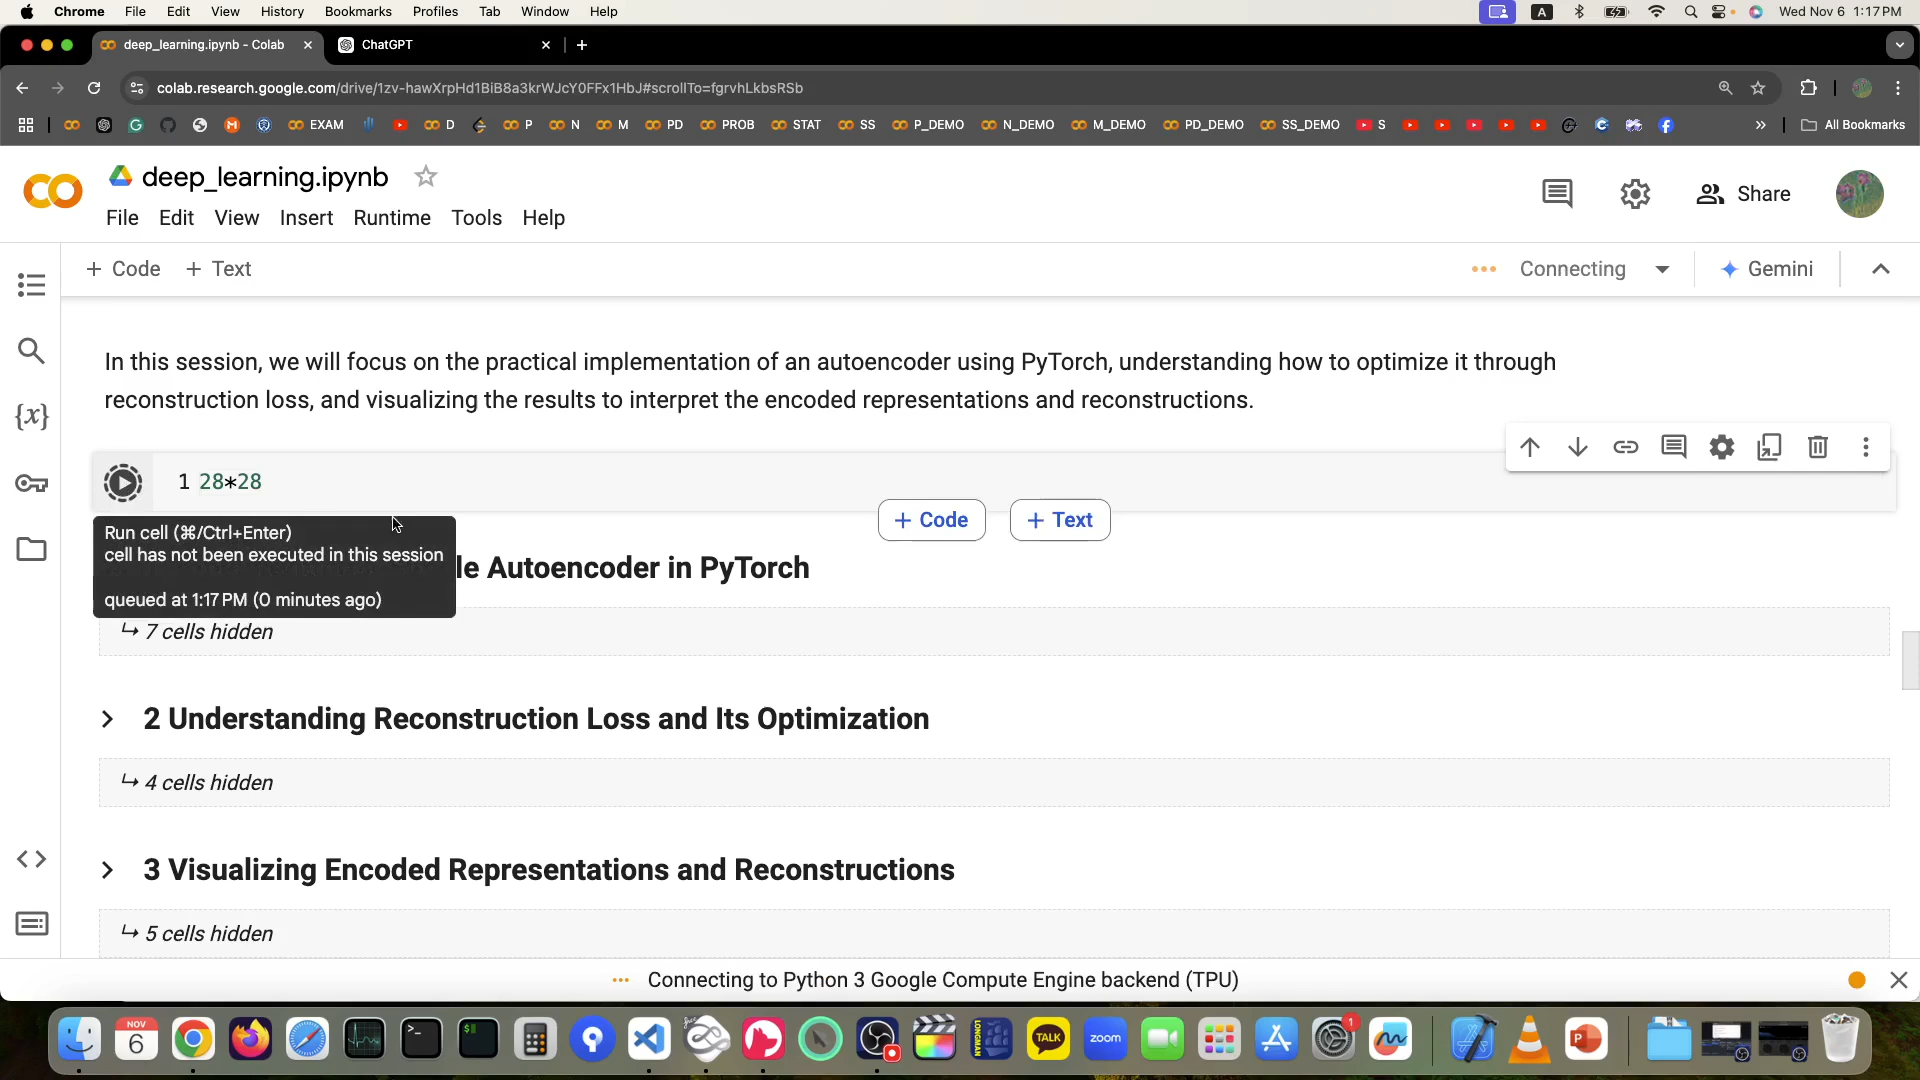 Chrome File Edit View History Bookmarks Profiles Tab Window Help A Wed Nov 6 1:17 PM
deep_learning.ipynb - Colab ChatGPT
colab.research.google.com/drive/1zv-hawXrpHd1BiB8a3krWJcY0FFx1HbJ#scrollTo=fgrvhLkbsRSb
EXAM D P N M PD PROB STAT SS P_DEMO N_DEMO M_DEMO PD_DEMO SS_DEMO S All Bookmarks
deep_learning.ipynb
Share
File Edit View Insert Runtime Tools Help
+ Code + Text Connecting Gemini
In this session, we will focus on the practical implementation of an autoencoder using PyTorch, understanding how to optimize it through
reconstruction loss, and visualizing the results to interpret the encoded representations and reconstructions.
{x}
1 28*28
+ Code + Text
Run cell (⌘/Ctrl+Enter)
cell has not been executed in this session
le Autoencoder in PyTorch
queued at 1:17 PM (0 minutes ago)
7 cells hidden
2 Understanding Reconstruction Loss and Its Optimization
4 cells hidden
3 Visualizing Encoded Representations and Reconstructions
5 cells hidden
Connecting to Python 3 Google Compute Engine backend (TPU)
NOV
6
LONGMAN
TALK
zoom
1